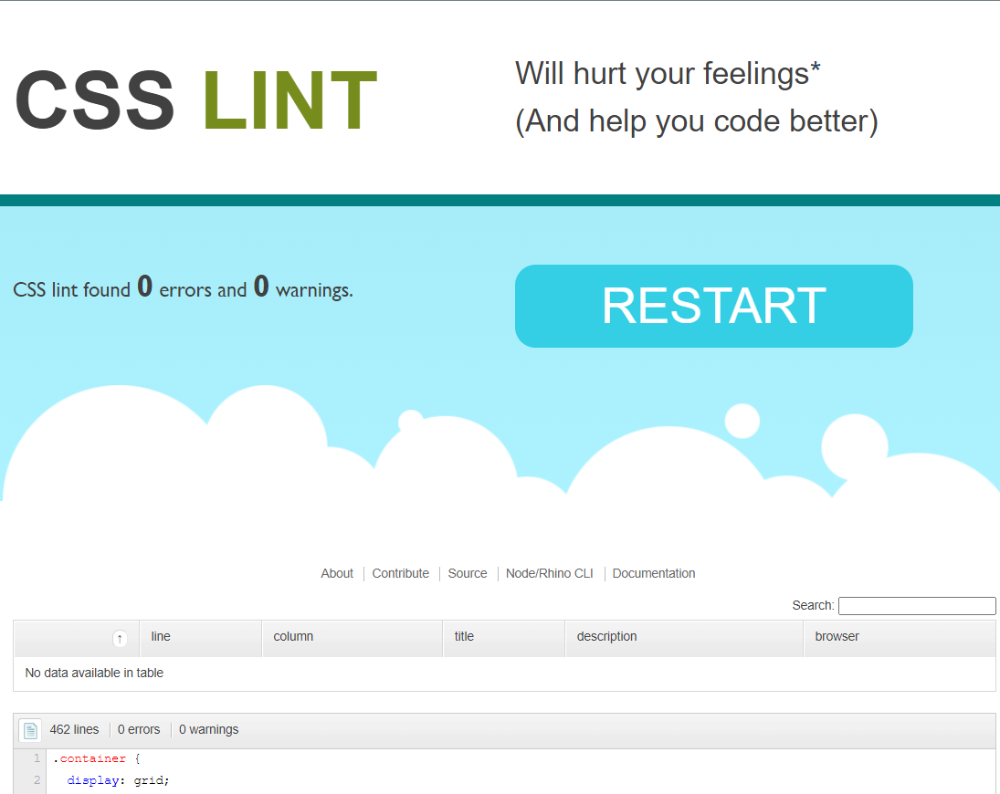 CSS LINT
Will hurt your feelings*
(And help you code better)
CSS lint found 0 errors and 0 warnings.
RESTART
About | Contribute | Source | Node/Rhino CLI | Documentation
Search:
↑ line column title description browser
No data available in table
462 lines | 0 errors | 0 warnings
1 .container {
2 display: grid;